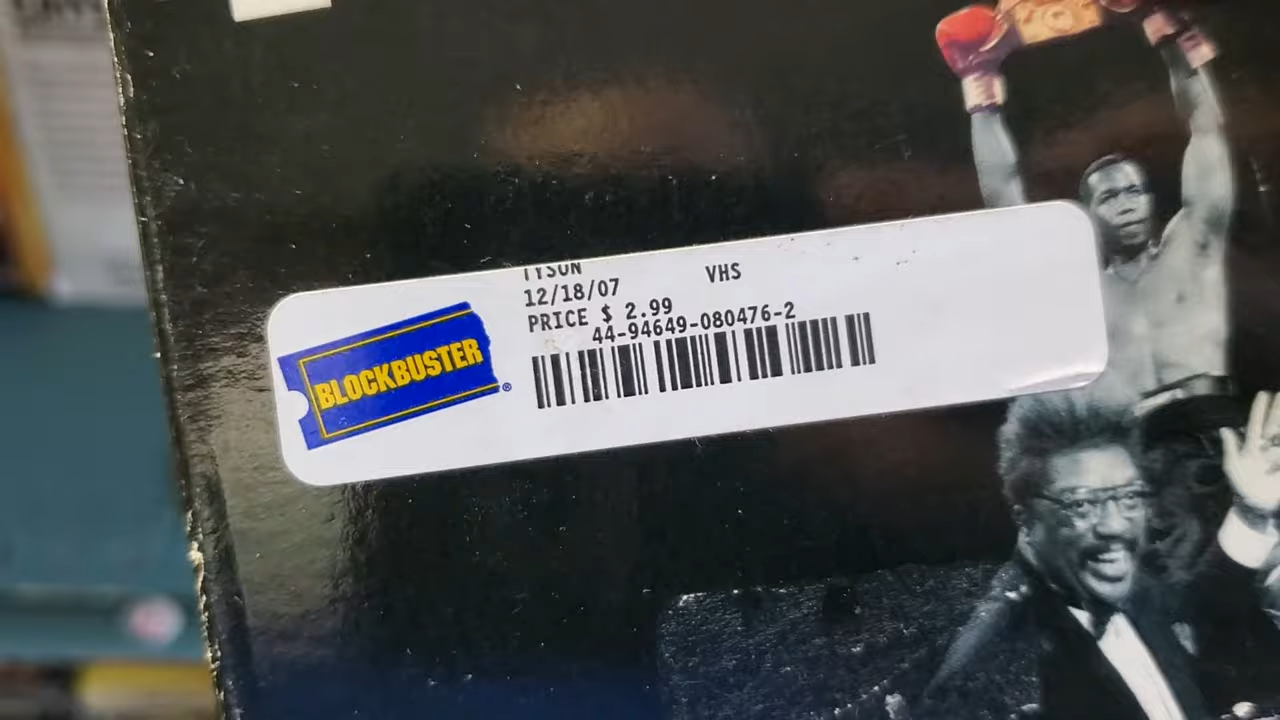 TYSON
VHS
12/18/07
PRICE $ 2.99
44-94649-080476-2
BLOCKBUSTER®